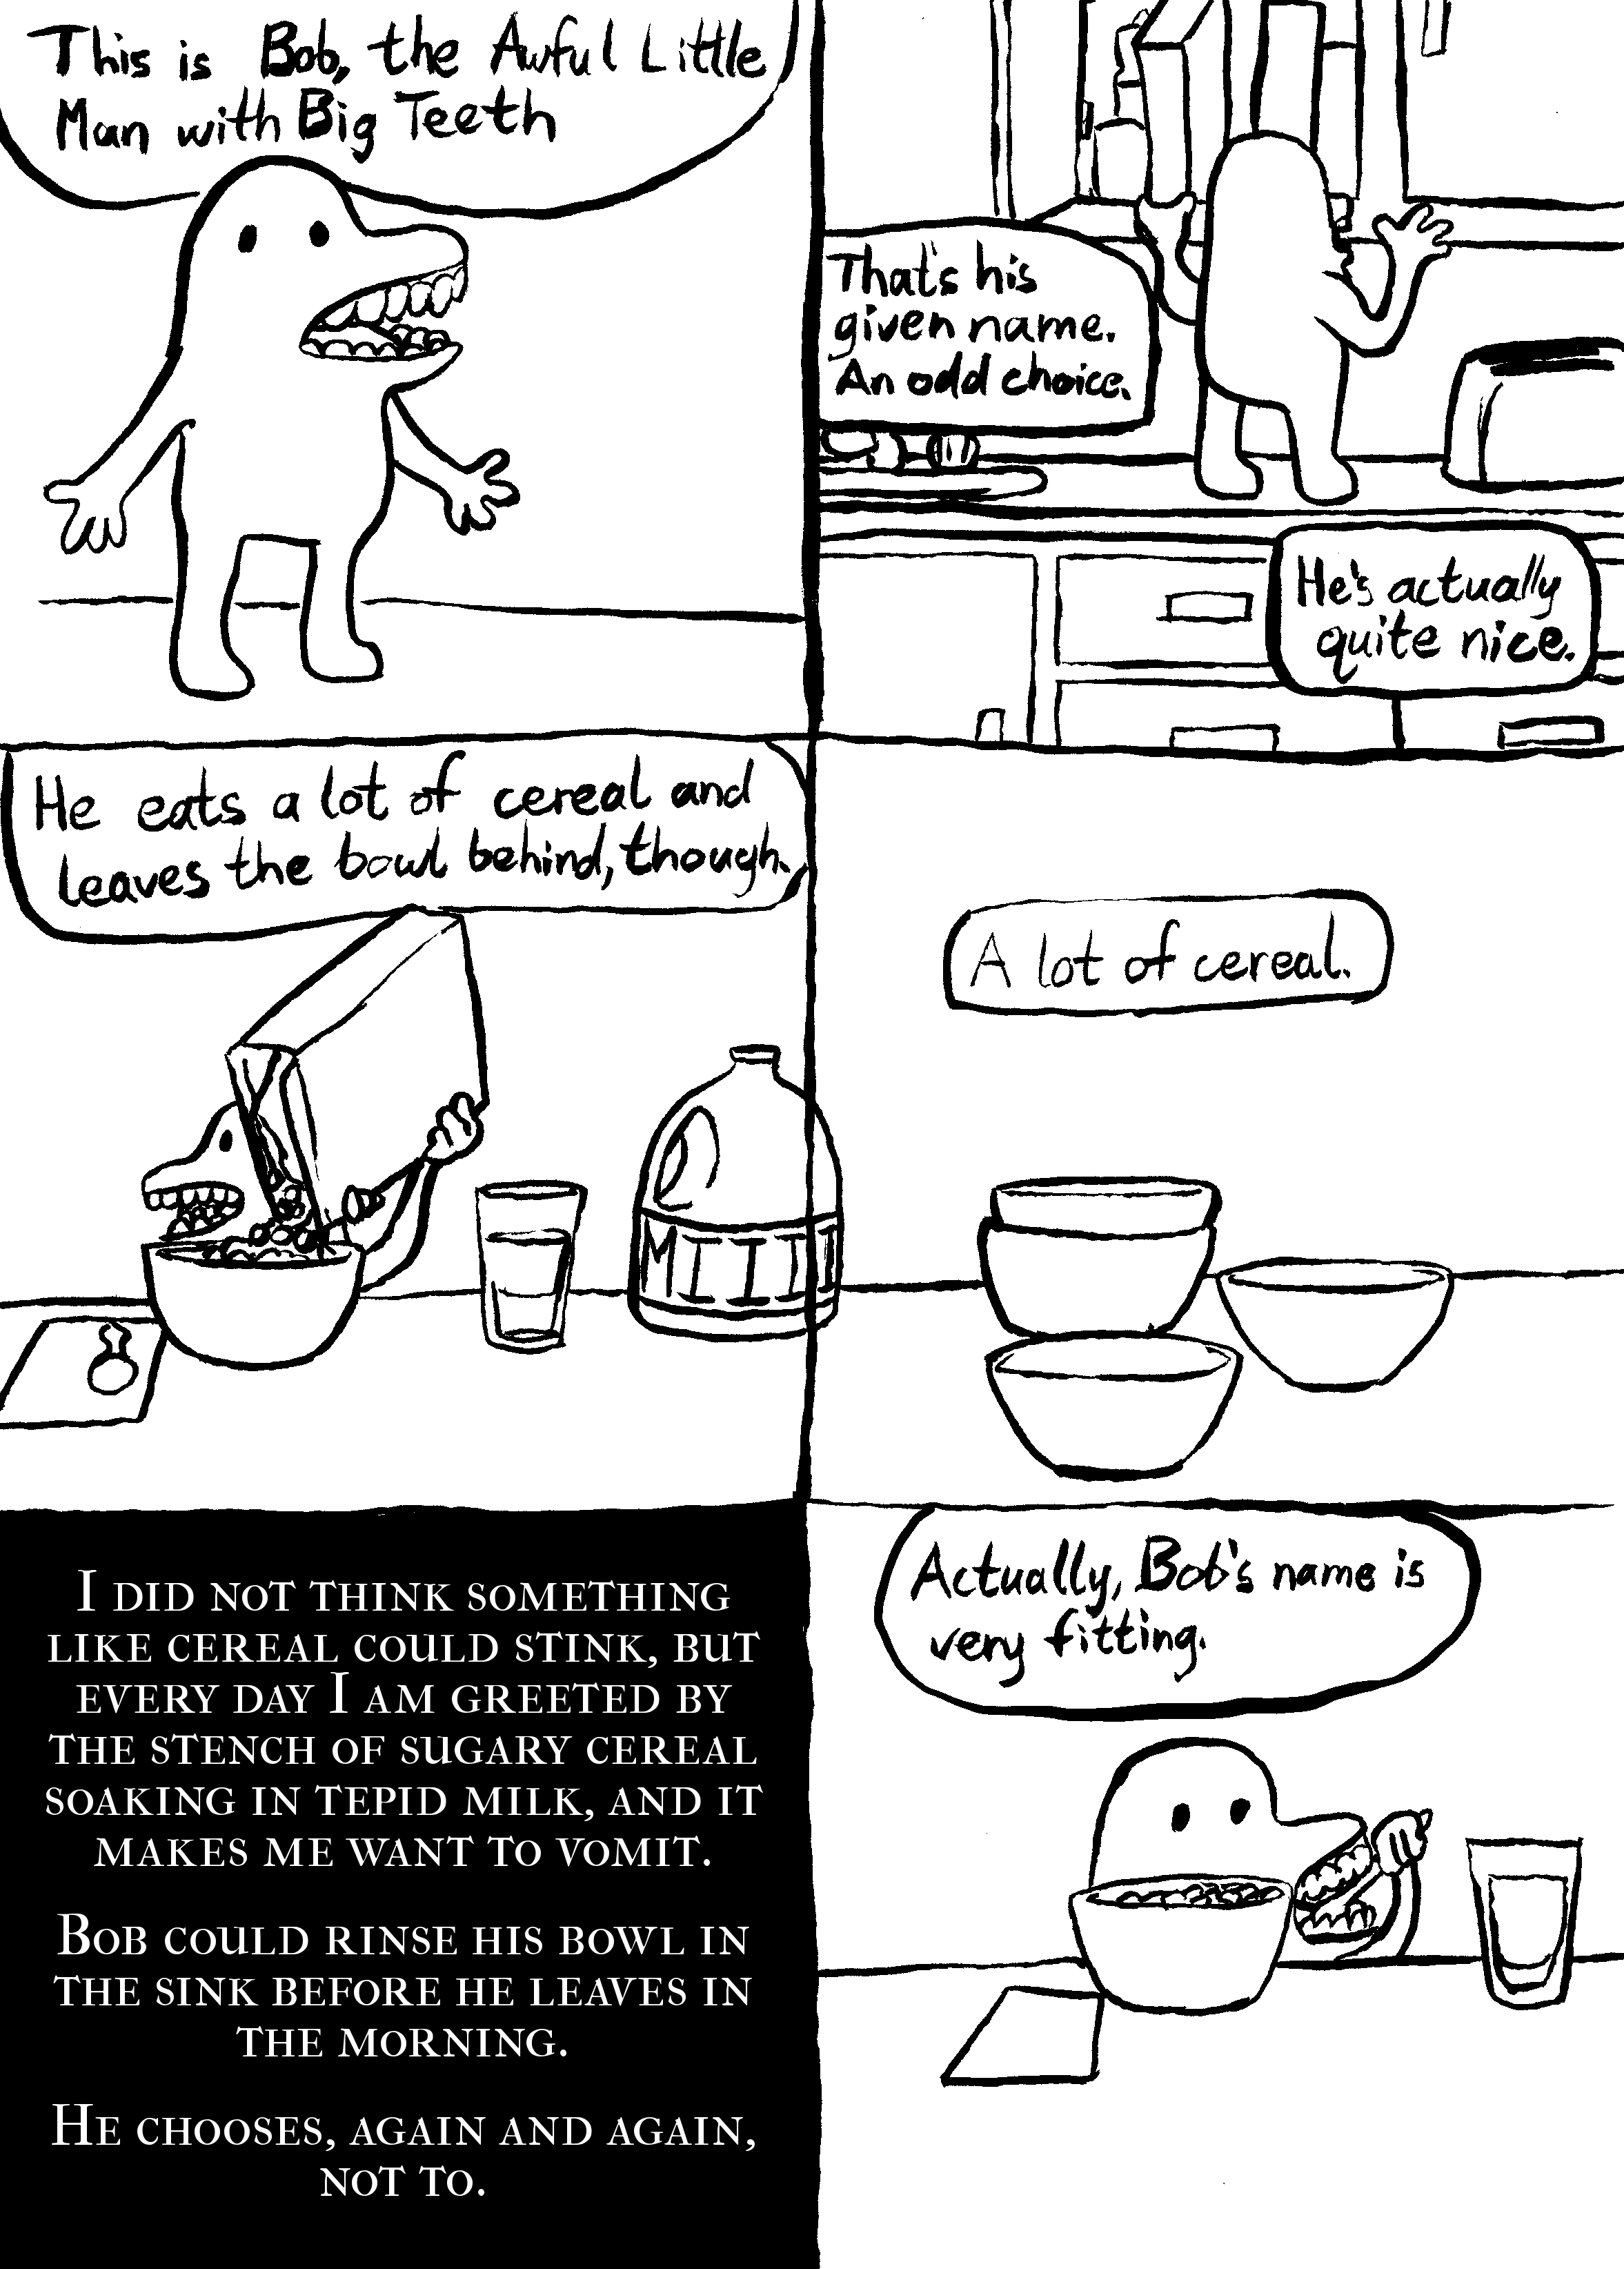 This is Bob, the Awful Little
Man with Big Teeth
That's his
given name.
An odd choice.
He's actually
quite nice.
He eats a lot of cereal and
leaves the bowl behind, though.
MIIII
A lot of cereal.
I did not think something
like cereal could stink, but
every day I am greeted by
the stench of sugary cereal
soaking in tepid milk, and it
makes me want to vomit.
Bob could rinse his bowl in
the sink before he leaves in
the morning.
He chooses, again and again,
not to.
Actually, Bob's name is
very fitting.